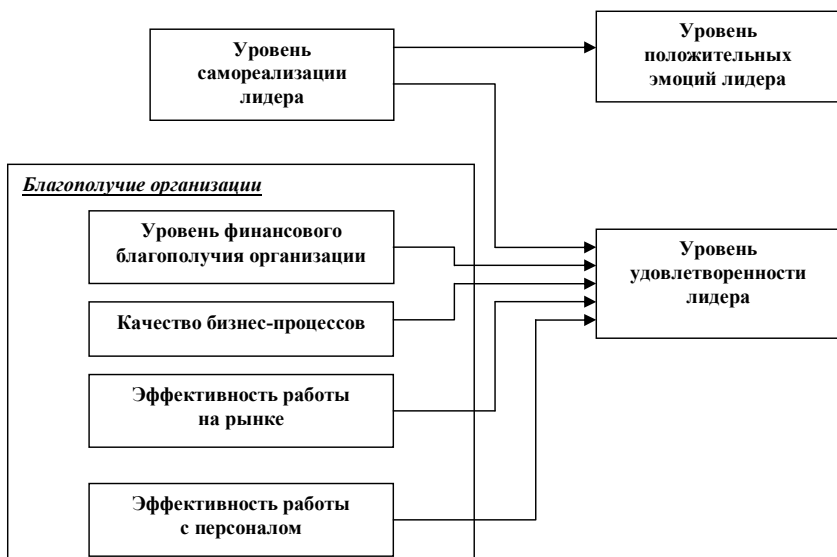 Уровень
самореализации
лидера
Уровень
положительных
эмоций лидера
Благополучие организации
Уровень финансового
благополучия организации
Качество бизнес-процессов
Эффективность работы
на рынке
Эффективность работы
с персоналом
Уровень
удовлетворенности
лидера